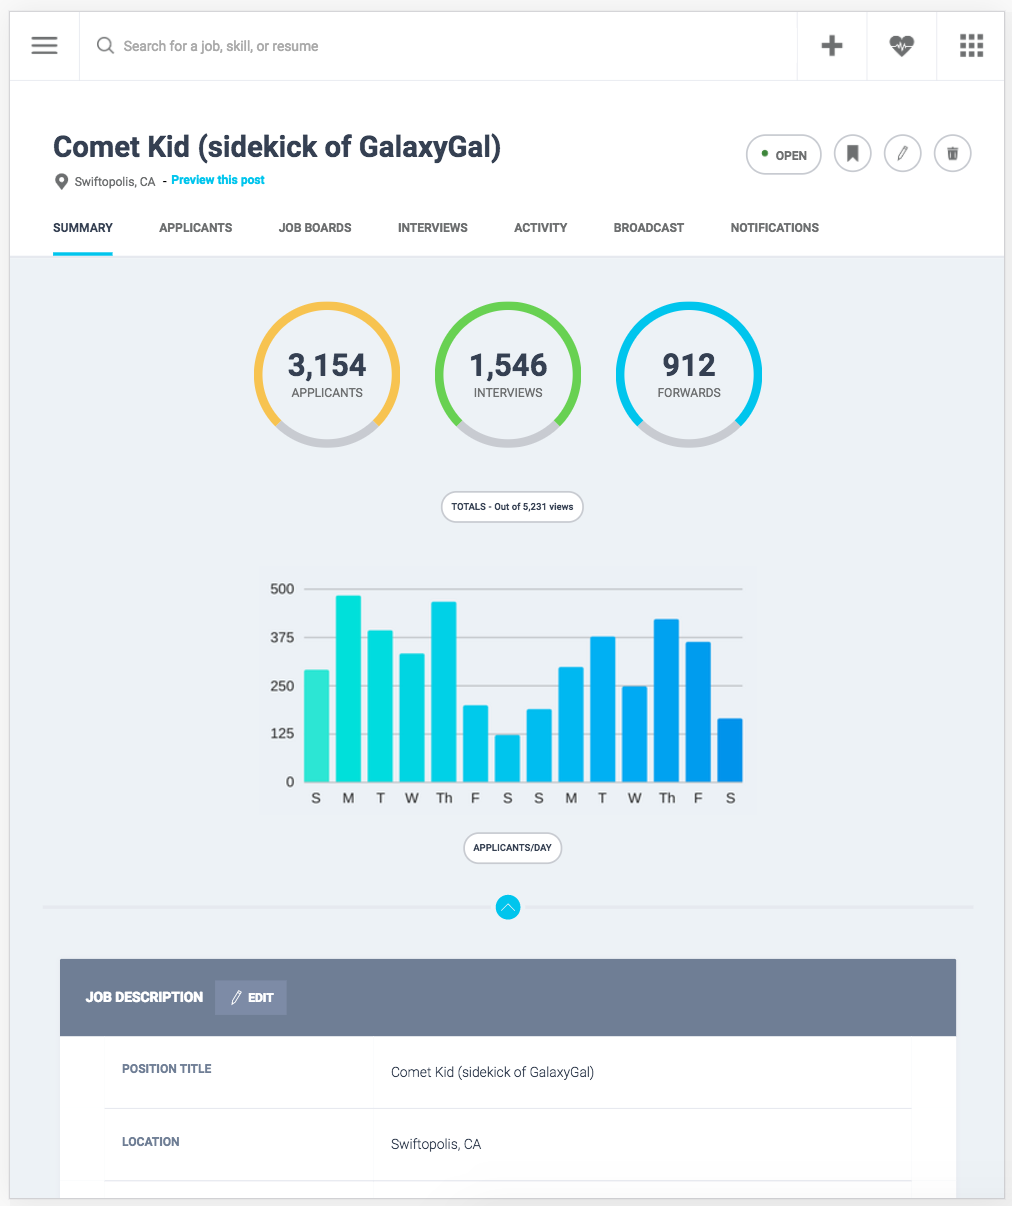 Search for a job, skill, or resume
Comet Kid (sidekick of GalaxyGal)
OPEN
Swiftopolis, CA - Preview this post
SUMMARY APPLICANTS JOB BOARDS INTERVIEWS ACTIVITY BROADCAST NOTIFICATIONS
3,154 1,546 912
APPLICANTS INTERVIEWS FORWARDS
TOTALS - Out of 5,231 views
500
375
250
125
0
S M T W Th F S S M T W Th F S
APPLICANTS/DAY
JOB DESCRIPTION EDIT
POSITION TITLE Comet Kid (sidekick of GalaxyGal)
LOCATION Swiftopolis, CA